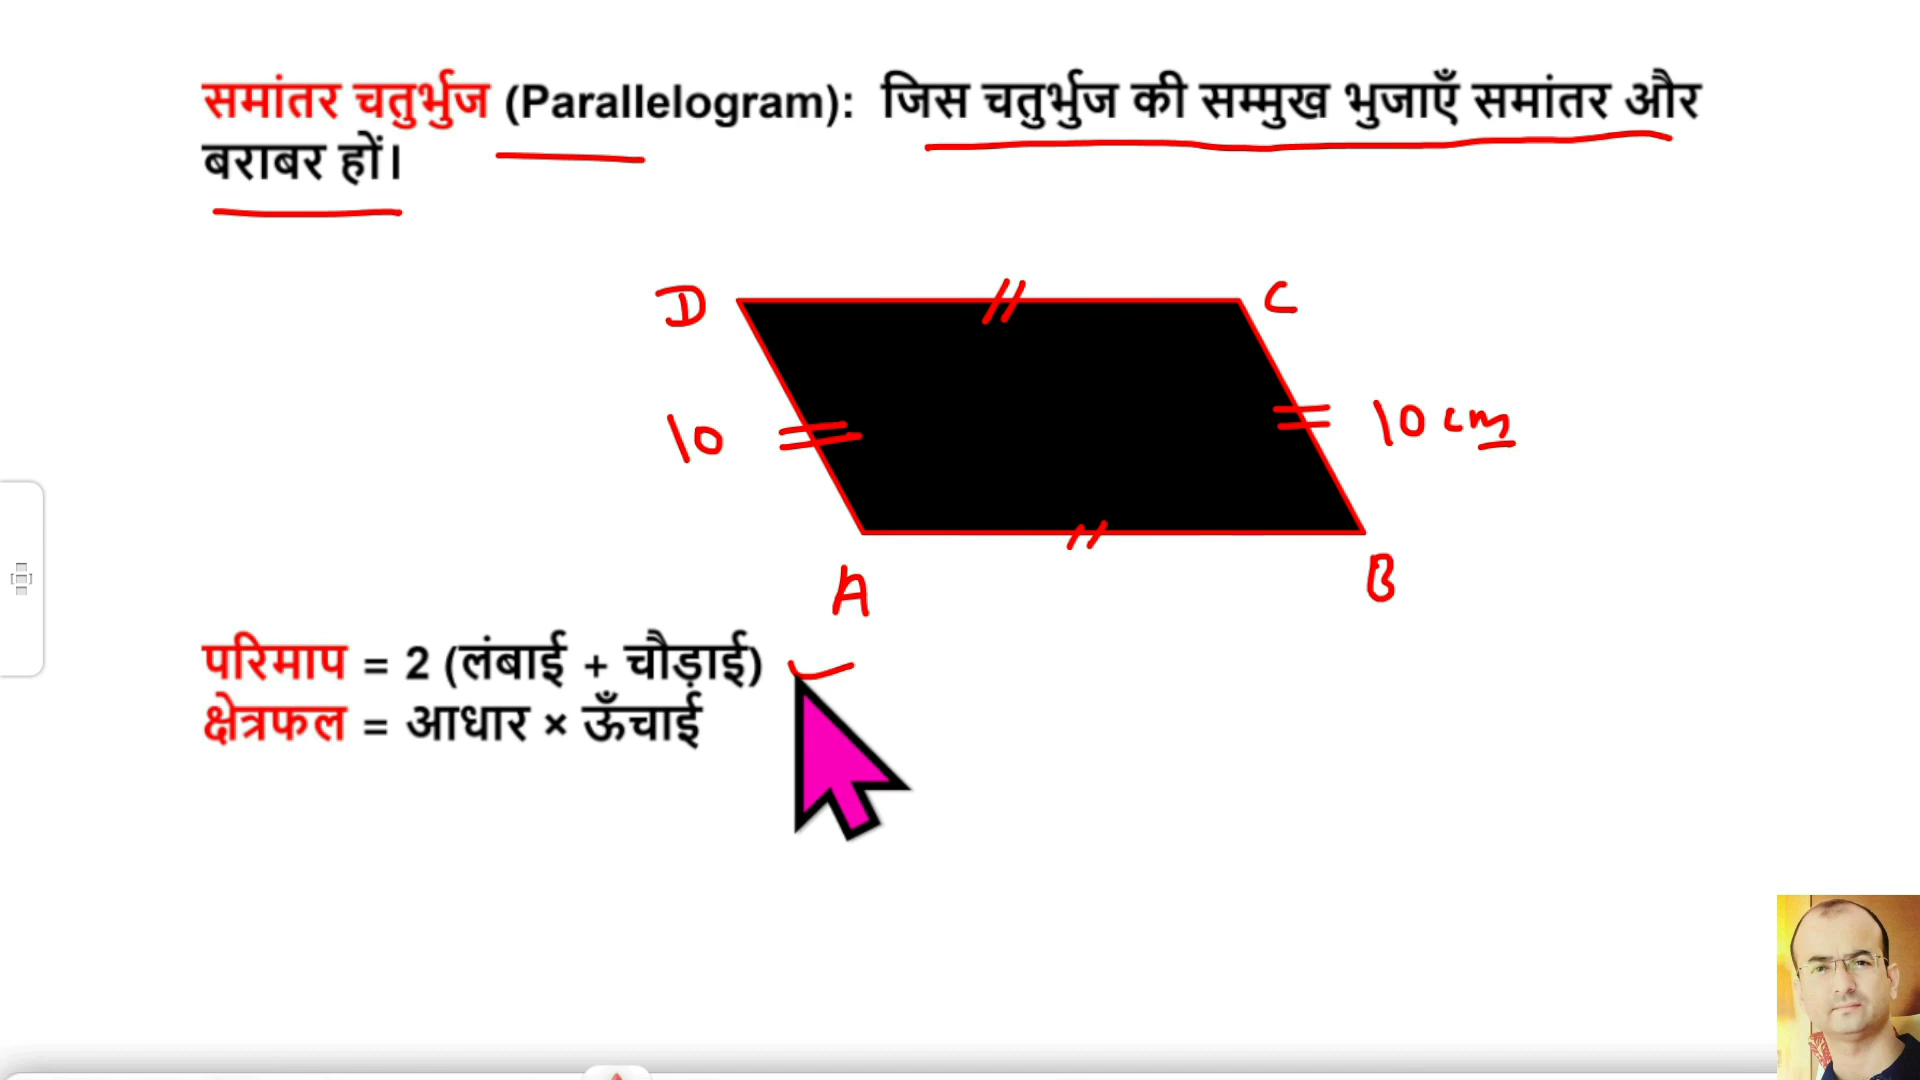 समांतर चतुर्भुज (Parallelogram): जिस चतुर्भुज की सम्मुख भुजाएँ समांतर और
बराबर हों।
D
C
10
10 cm
A
B
परिमाप = 2 (लंबाई + चौड़ाई)
क्षेत्रफल = आधार × ऊँचाई